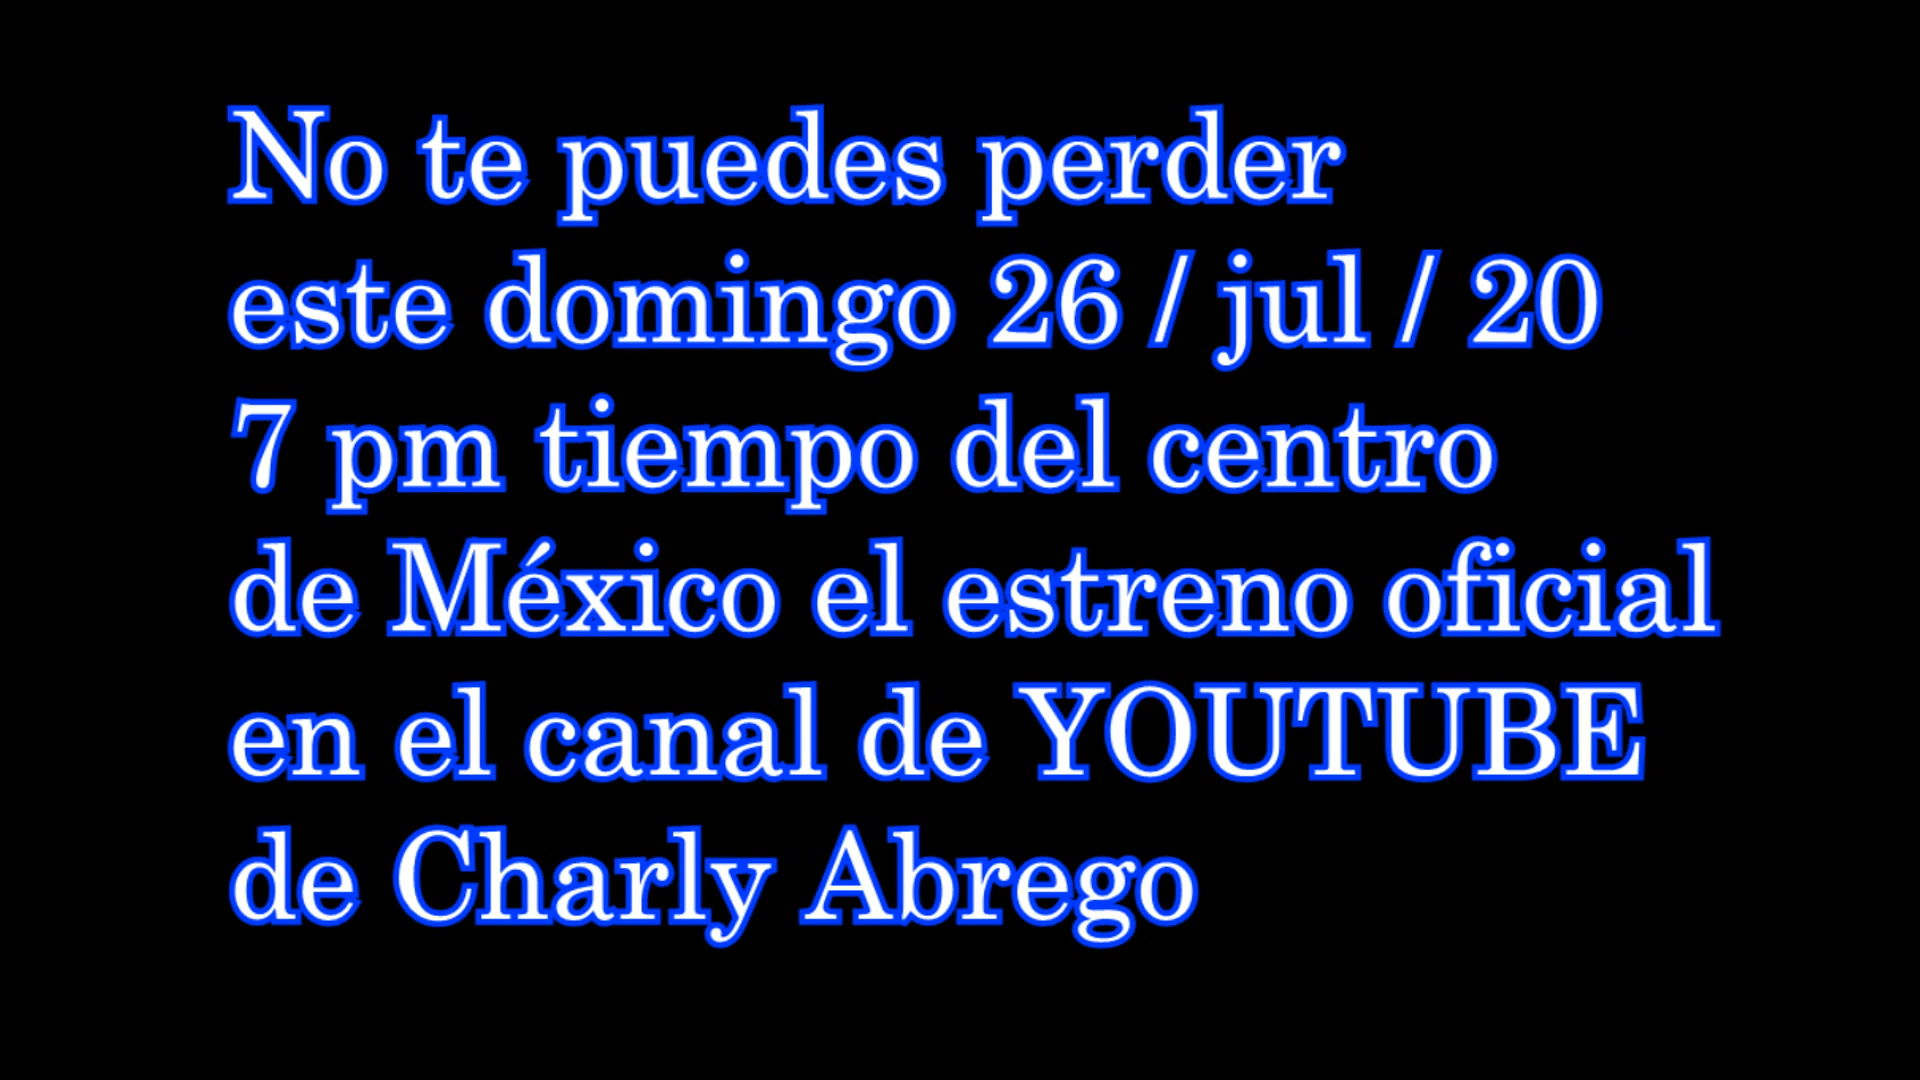 No te puedes perder
este domingo 26 / jul / 20
7 pm tiempo del centro
de México el estreno oficial
en el canal de YOUTUBE
de Charly Abrego